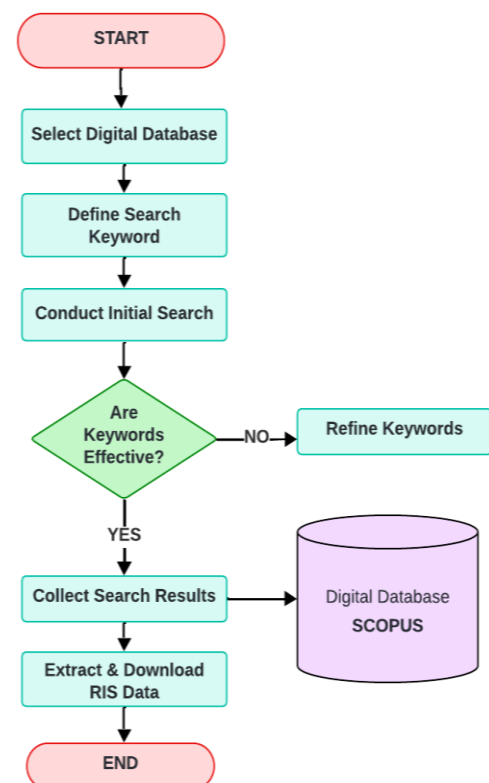 START
Select Digital Database
Define Search
Keyword
Conduct Initial Search
Are
Keywords
Effective?
NO
Refine Keywords
YES
Collect Search Results
Digital Database
SCOPUS
Extract & Download
RIS Data
END